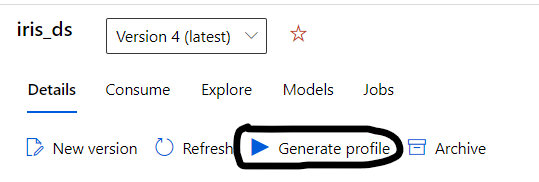 iris_ds Version 4 (latest)
Details Consume Explore Models Jobs
New version Refresh Generate profile Archive